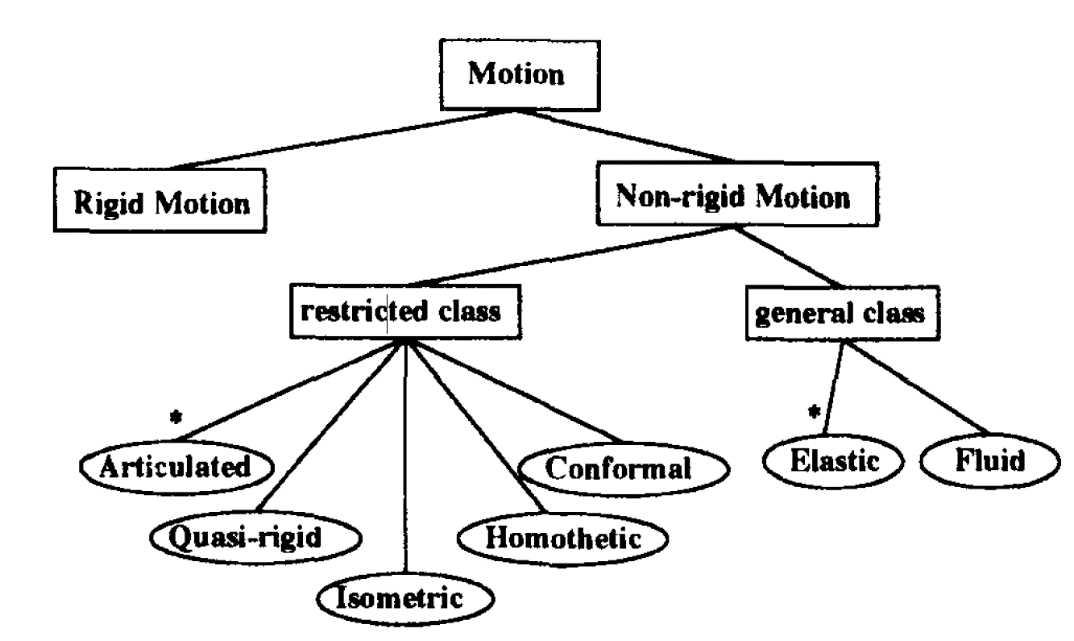 Motion
Rigid Motion
Non-rigid Motion
restricted class
general class
*
*
Articulated
Conformal
Elastic
Fluid
Quasi-rigid
Homothetic
Isometric